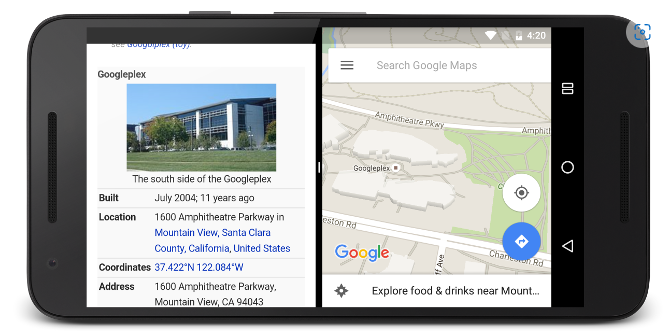 see Googolplex (toy).
Googleplex
The south side of the Googleplex
Built July 2004; 11 years ago
Location 1600 Amphitheatre Parkway in
Mountain View, Santa Clara
County, California, United States
Coordinates 37.422°N 122.084°W
Address 1600 Amphitheatre Parkway,
Mountain View, CA 94043
4:20
Search Google Maps
Amphitheatre Pkwy
Amphith
Googleplex
eston Rd
Charleston Rd
ff Ave
Google
Explore food & drinks near Mount...